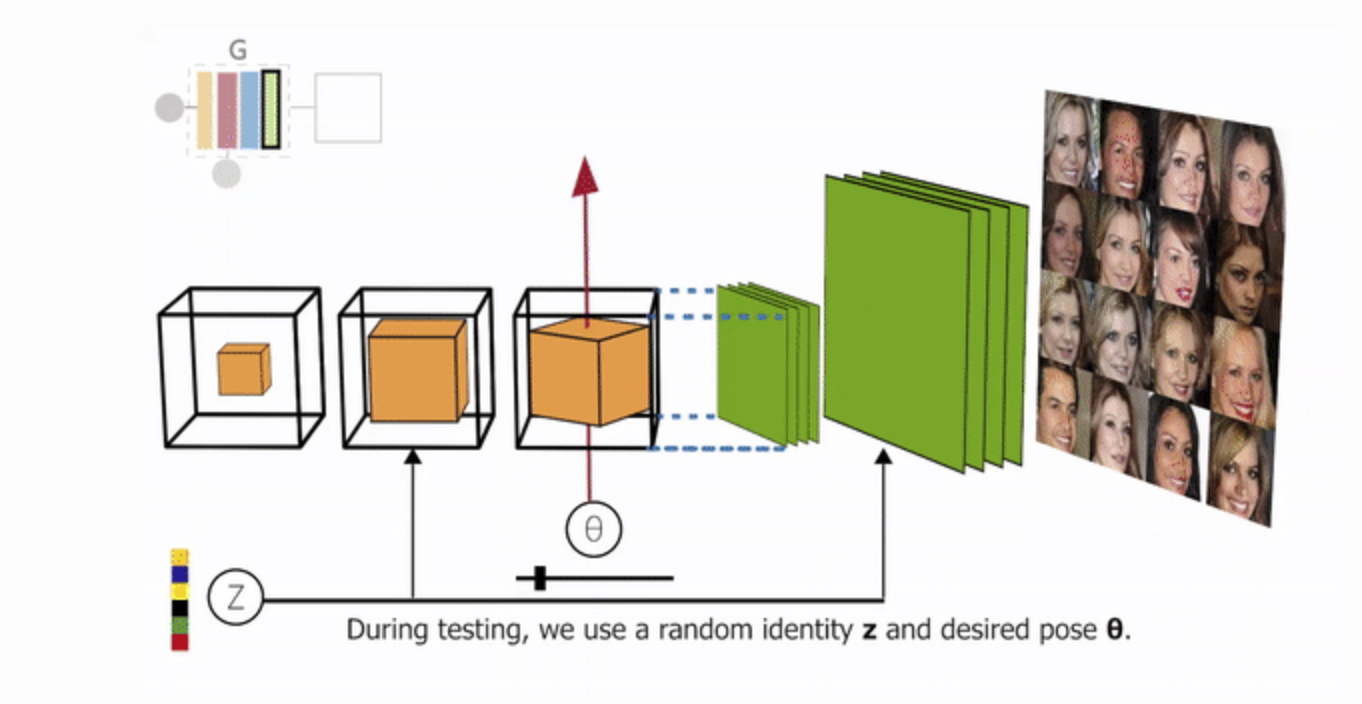 G
θ
Z
During testing, we use a random identity z and desired pose θ.